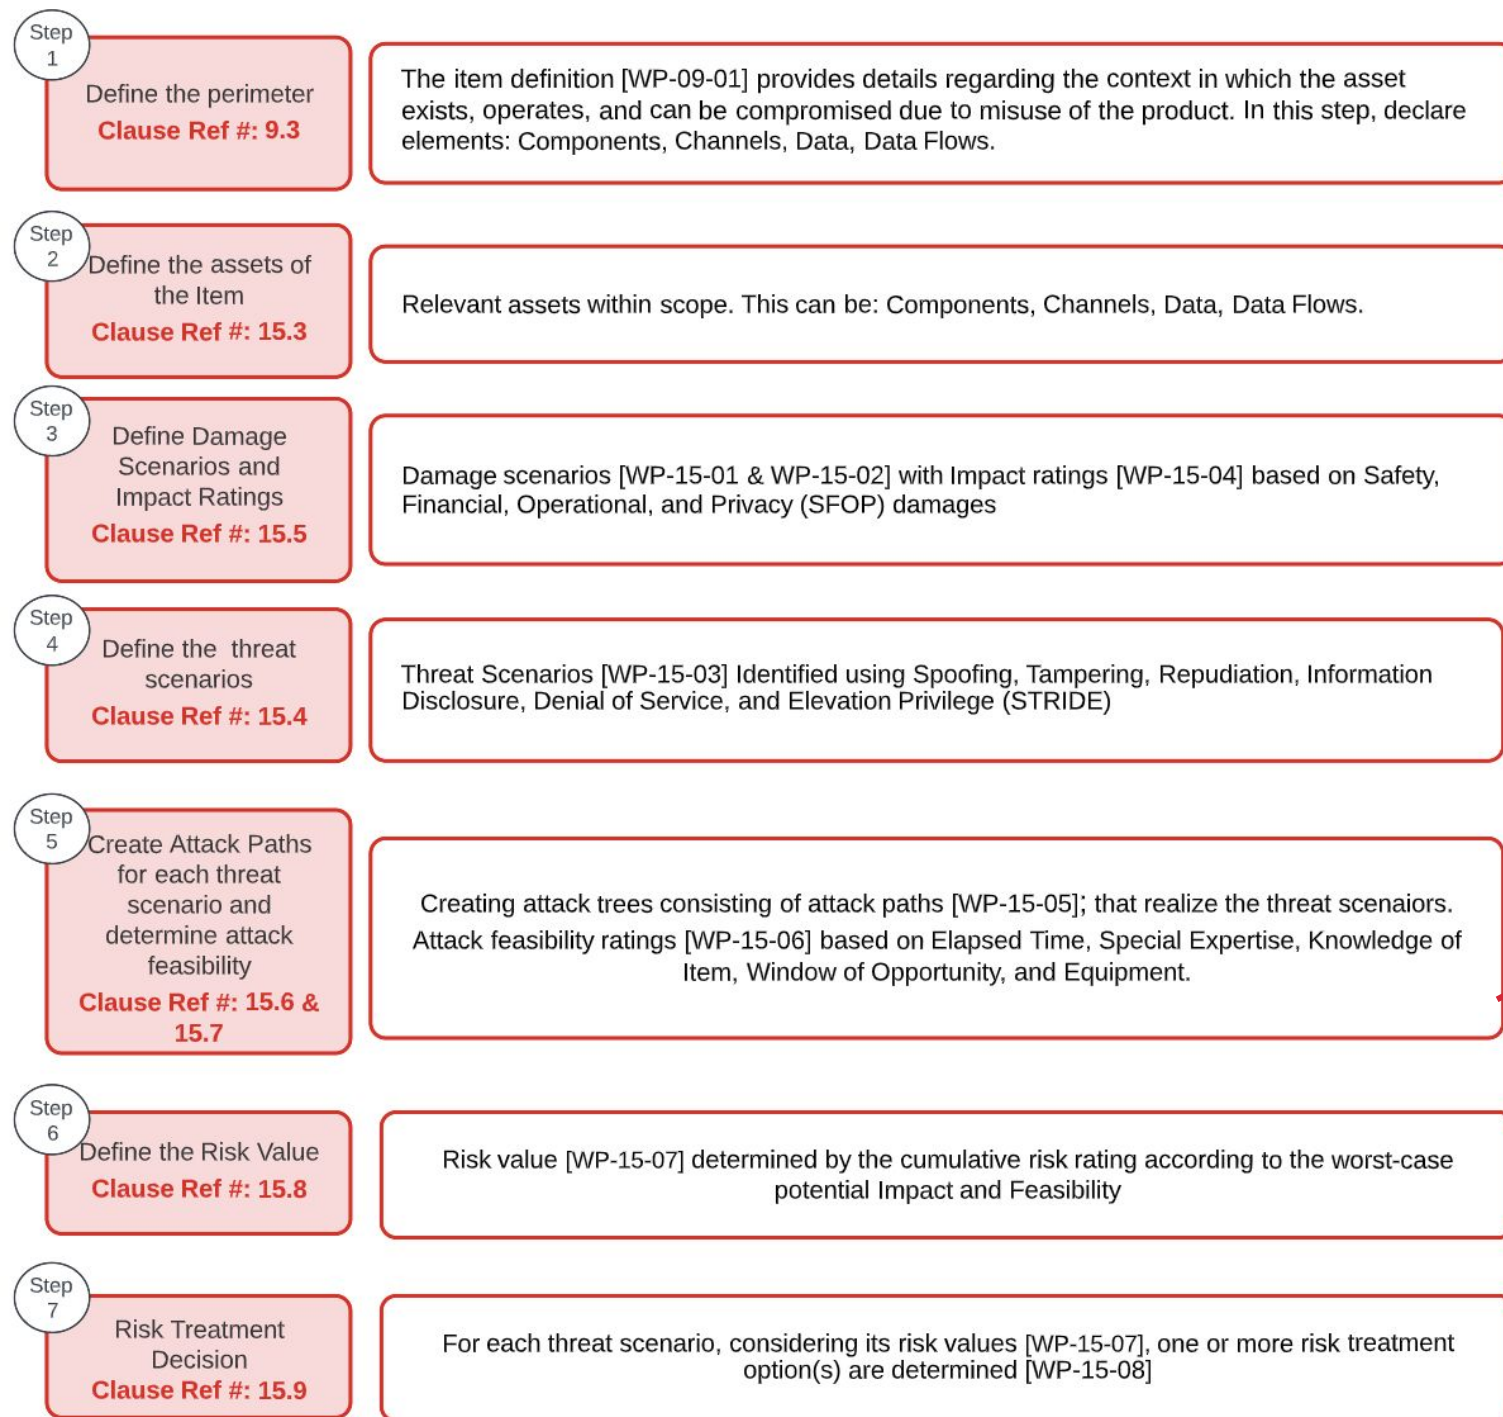 Step
1
Define the perimeter
Clause Ref #: 9.3
The item definition [WP-09-01] provides details regarding the context in which the asset
exists, operates, and can be compromised due to misuse of the product. In this step, declare
elements: Components, Channels, Data, Data Flows.
Step
2
Define the assets of
the Item
Clause Ref #: 15.3
Relevant assets within scope. This can be: Components, Channels, Data, Data Flows.
Step
3
Define Damage
Scenarios and
Impact Ratings
Clause Ref #: 15.5
Damage scenarios [WP-15-01 & WP-15-02] with Impact ratings [WP-15-04] based on Safety,
Financial, Operational, and Privacy (SFOP) damages
Step
4
Define the threat
scenarios
Clause Ref #: 15.4
Threat Scenarios [WP-15-03] Identified using Spoofing, Tampering, Repudiation, Information
Disclosure, Denial of Service, and Elevation Privilege (STRIDE)
Step
5
Create Attack Paths
for each threat
scenario and
determine attack
feasibility
Clause Ref #: 15.6 &
15.7
Creating attack trees consisting of attack paths [WP-15-05]; that realize the threat scenaiors.
Attack feasibility ratings [WP-15-06] based on Elapsed Time, Special Expertise, Knowledge of
Item, Window of Opportunity, and Equipment.
Step
6
Define the Risk Value
Clause Ref #: 15.8
Risk value [WP-15-07] determined by the cumulative risk rating according to the worst-case
potential Impact and Feasibility
Step
7
Risk Treatment
Decision
Clause Ref #: 15.9
For each threat scenario, considering its risk values [WP-15-07], one or more risk treatment
option(s) are determined [WP-15-08]